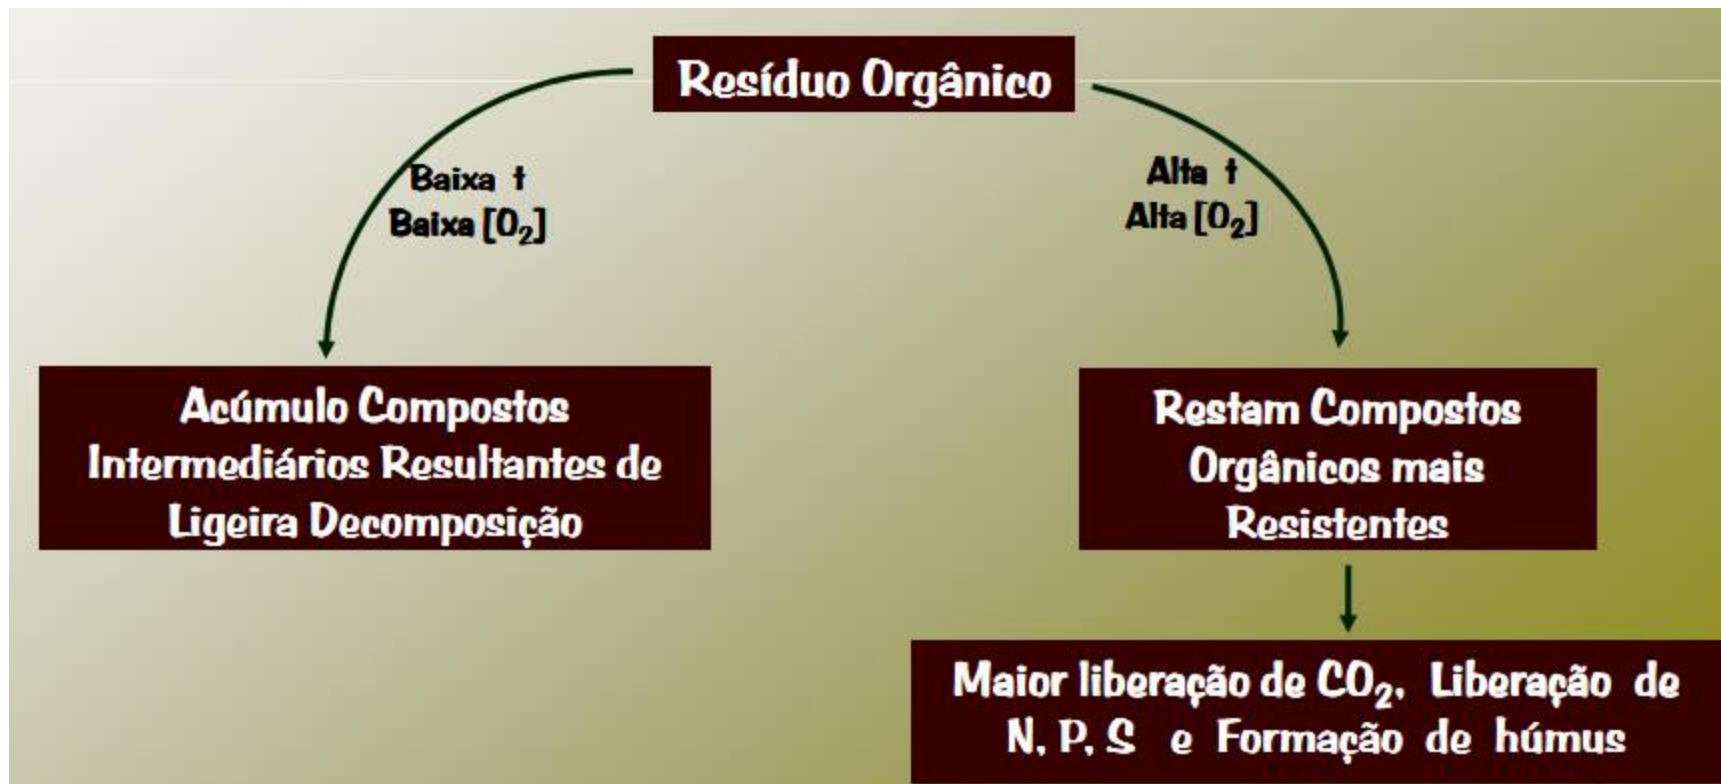 Resíduo Orgânico
Baixa t
Baixa [O₂]
Alta t
Alta [O₂]
Acúmulo Compostos
Intermediários Resultantes de
Ligeira Decomposição
Restam Compostos
Orgânicos mais
Resistentes
Maior liberação de CO₂, Liberação de
N, P, S e Formação de húmus